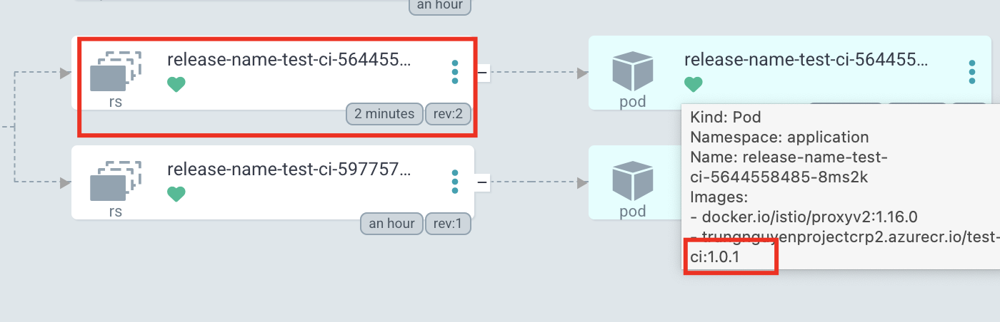 an hour
release-name-test-ci-564455...
rs
2 minutes
rev:2
release-name-test-ci-564455...
pod
release-name-test-ci-597757...
rs
an hour
rev:1
pod
Kind: Pod
Namespace: application
Name: release-name-test-
ci-5644558485-8ms2k
Images:
- docker.io/istio/proxyv2:1.16.0
- trungnguyenprojectcrp2.azurecr.io/test-
ci:1.0.1